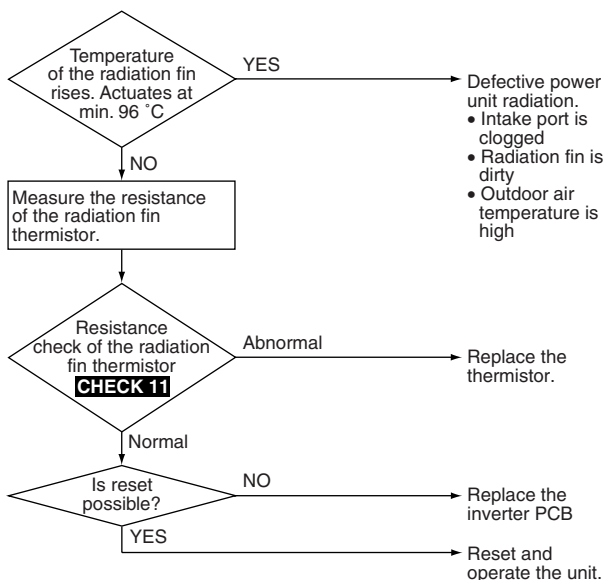 Temperature
of the radiation fin
rises. Actuates at
min. 96 ˚C
YES
Defective power
unit radiation.
• Intake port is
clogged
• Radiation fin is
dirty
• Outdoor air
temperature is
high
NO
Measure the resistance
of the radiation fin
thermistor.
Resistance
check of the radiation
fin thermistor
CHECK 11
Abnormal
Replace the
thermistor.
Normal
Is reset
possible?
NO
Replace the
inverter PCB
YES
Reset and
operate the unit.